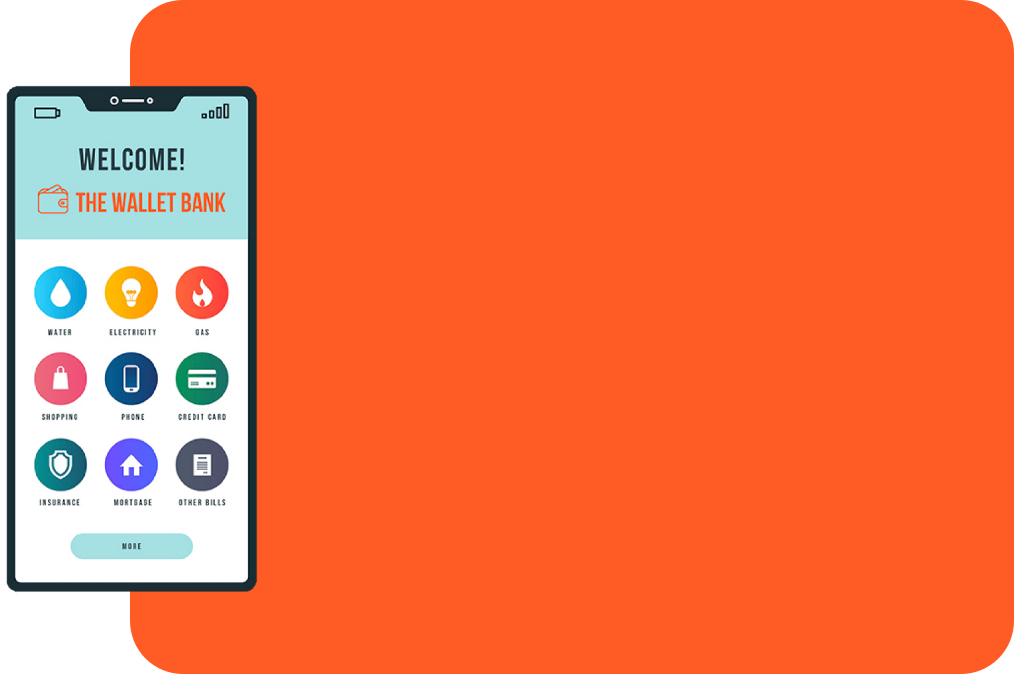 WELCOME!
THE WALLET BANK
WATER ELECTRICITY GAS
SHOPPING PHONE CREDIT CARD
INSURANCE MORTGAGE OTHER BILLS
MORE